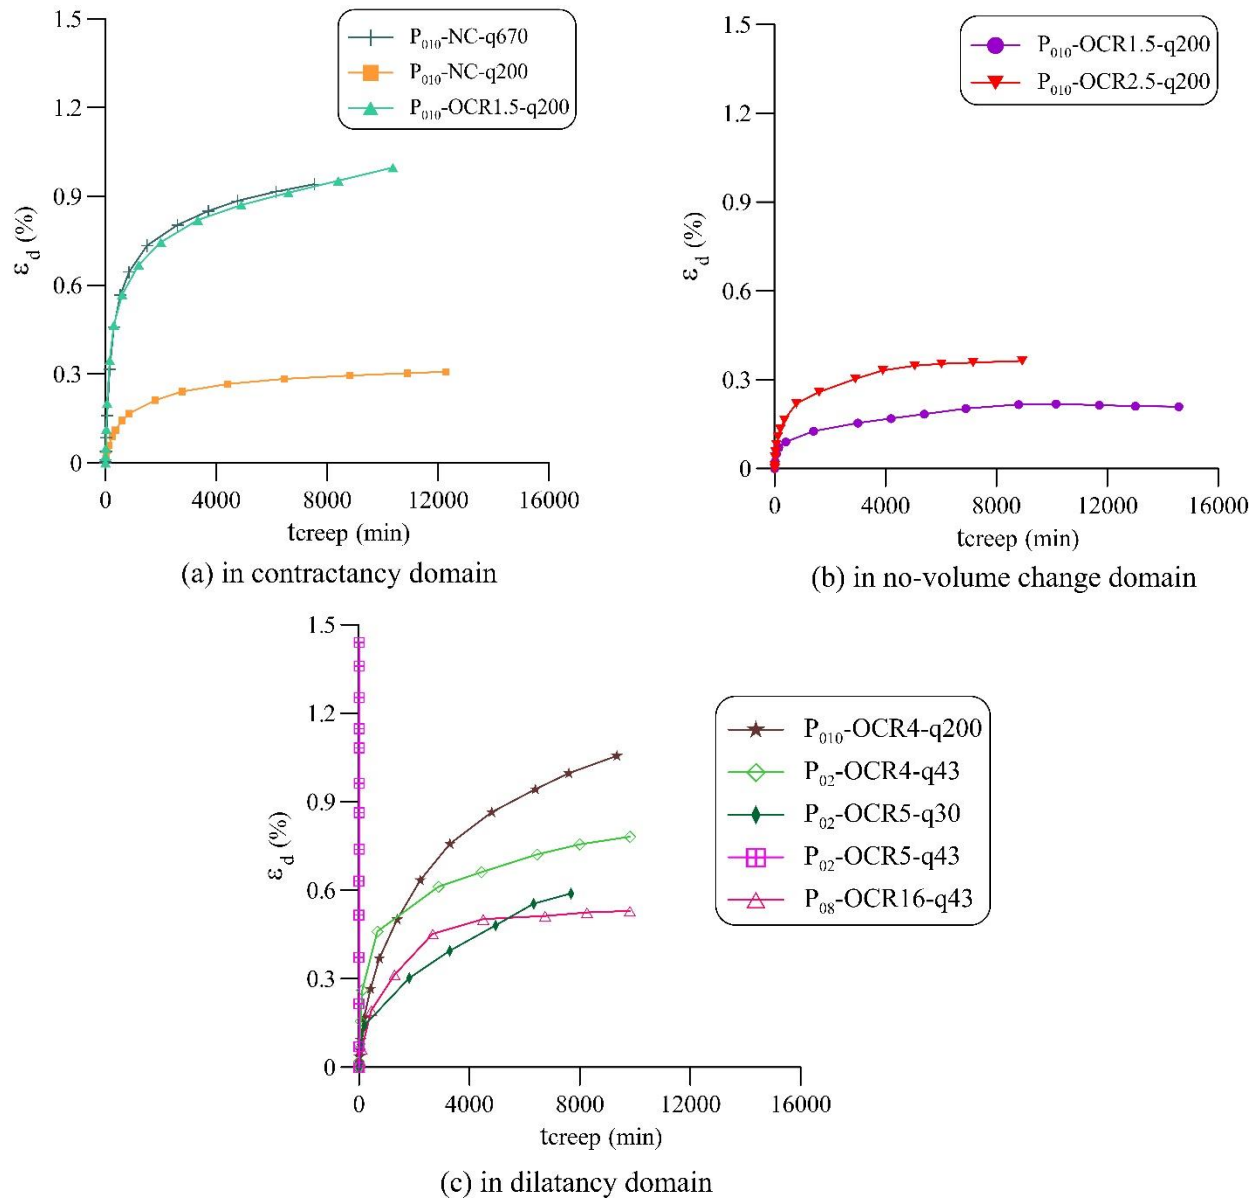 1.5
1.2
0.9
0.6
0.3
0
ε_d (%)
0 4000 8000 12000 16000
tcreep (min)
P₀₁₀-NC-q670
P₀₁₀-NC-q200
P₀₁₀-OCR1.5-q200
(a) in contractancy domain
1.5
1.2
0.9
0.6
0.3
0
ε_d (%)
0 4000 8000 12000 16000
tcreep (min)
P₀₁₀-OCR1.5-q200
P₀₁₀-OCR2.5-q200
(b) in no-volume change domain
1.5
1.2
0.9
0.6
0.3
0
ε_d (%)
0 4000 8000 12000 16000
tcreep (min)
P₀₁₀-OCR4-q200
P₀₂-OCR4-q43
P₀₂-OCR5-q30
P₀₂-OCR5-q43
P₀₈-OCR16-q43
(c) in dilatancy domain